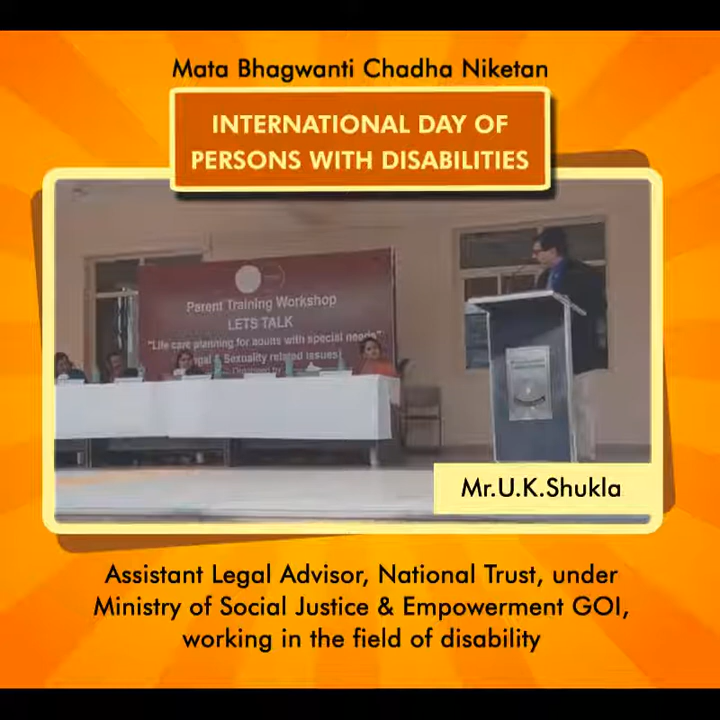 Mata Bhagwanti Chadha Niketan
INTERNATIONAL DAY OF
PERSONS WITH DISABILITIES
Parent Training Workshop
LETS TALK
"Life care planning for adults with special needs"
& Sexuality related issues
Mr.U.K.Shukla
Assistant Legal Advisor, National Trust, under
Ministry of Social Justice & Empowerment GOI,
working in the field of disability